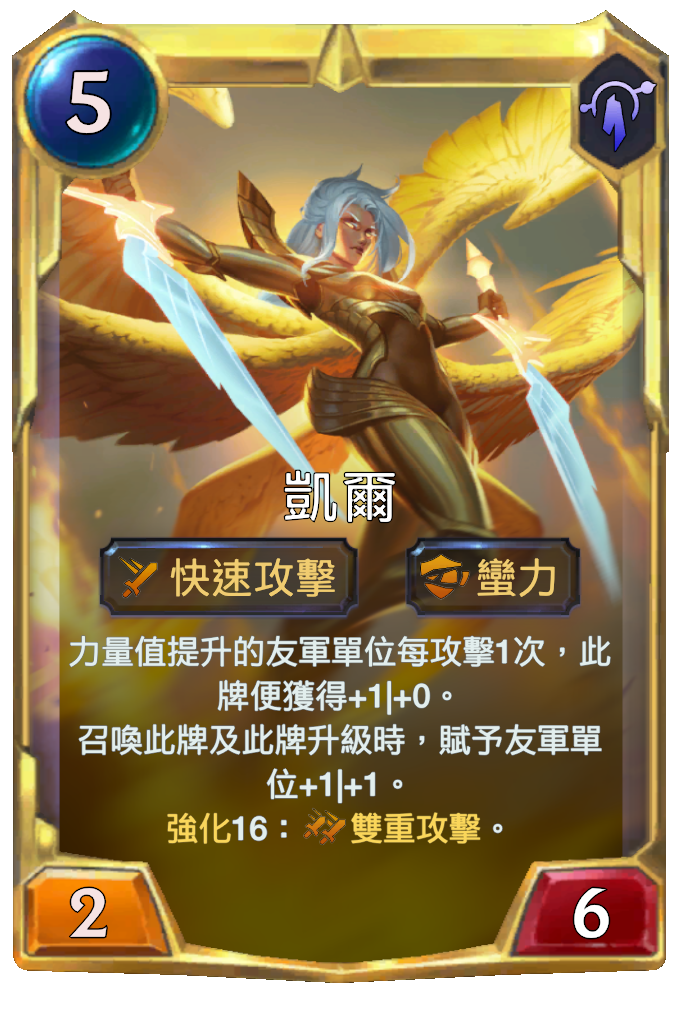 5
凱爾
快速攻擊 蠻力
力量值提升的友軍單位每攻擊1次，此
牌便獲得+1|+0。
召喚此牌及此牌升級時，賦予友軍單
位+1|+1。
強化16：雙重攻擊。
2 6